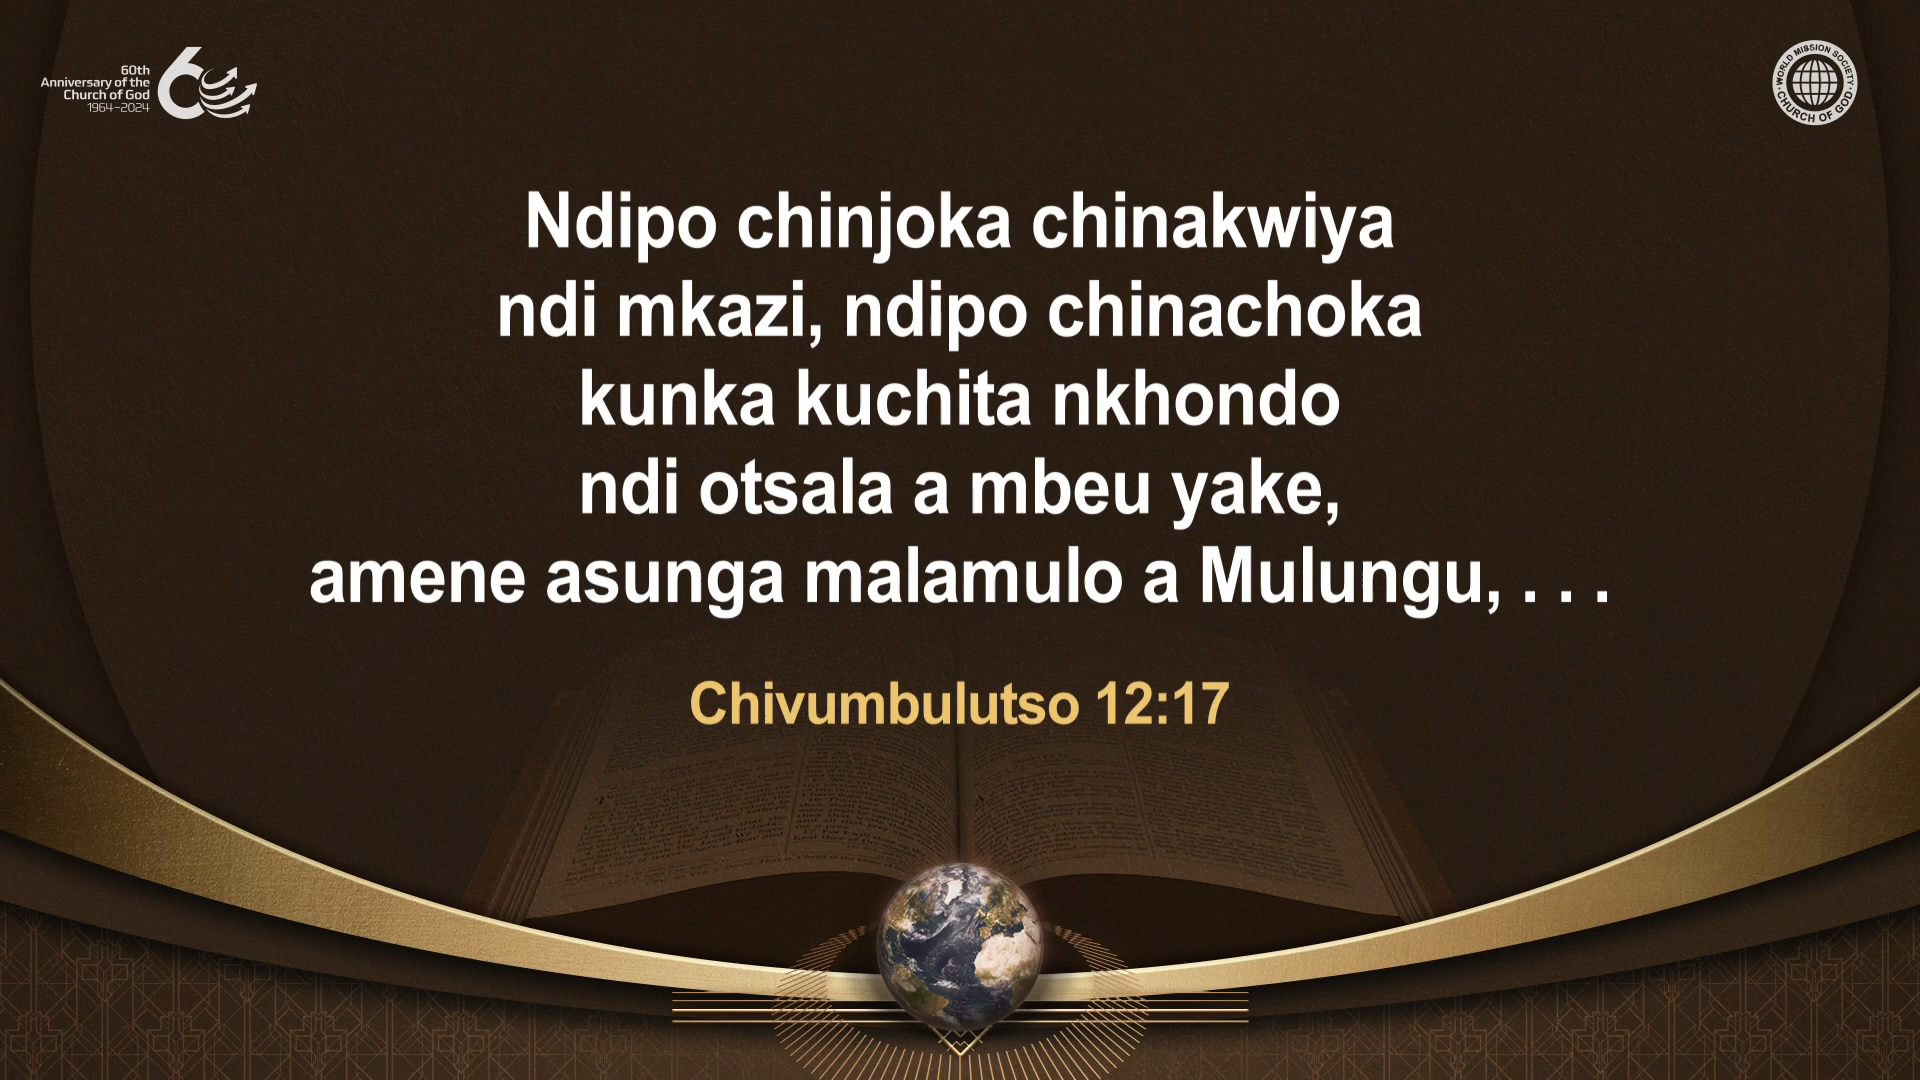 60th
Anniversary of the
Church of God
1964–2024
60
WORLD MISSION SOCIETY
CHURCH OF GOD
Ndipo chinjoka chinakwiya
ndi mkazi, ndipo chinachoka
kunka kuchita nkhondo
ndi otsala a mbeu yake,
amene asunga malamulo a Mulungu, . . .
Chivumbulutso 12:17